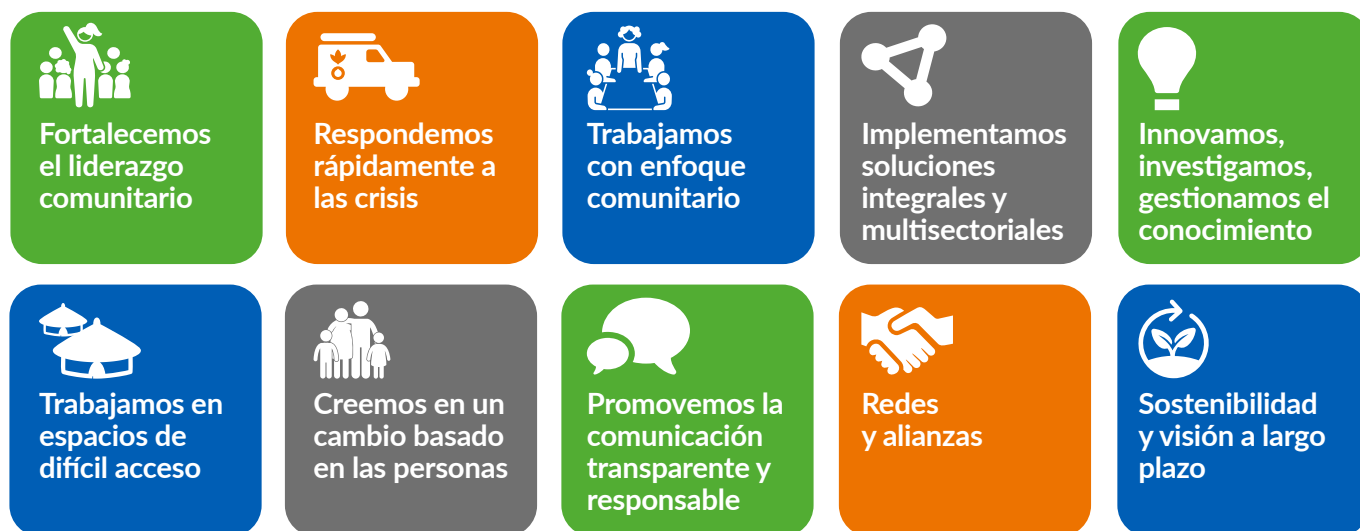 Fortalecemos
el liderazgo
comunitario
Respondemos
rápidamente a
las crisis
Trabajamos
con enfoque
comunitario
Implementamos
soluciones
integrales y
multisectoriales
Innovamos,
investigamos,
gestionamos el
conocimiento
Trabajamos en
espacios de
difícil acceso
Creemos en un
cambio basado
en las personas
Promovemos la
comunicación
transparente y
responsable
Redes
y alianzas
Sostenibilidad
y visión a largo
plazo